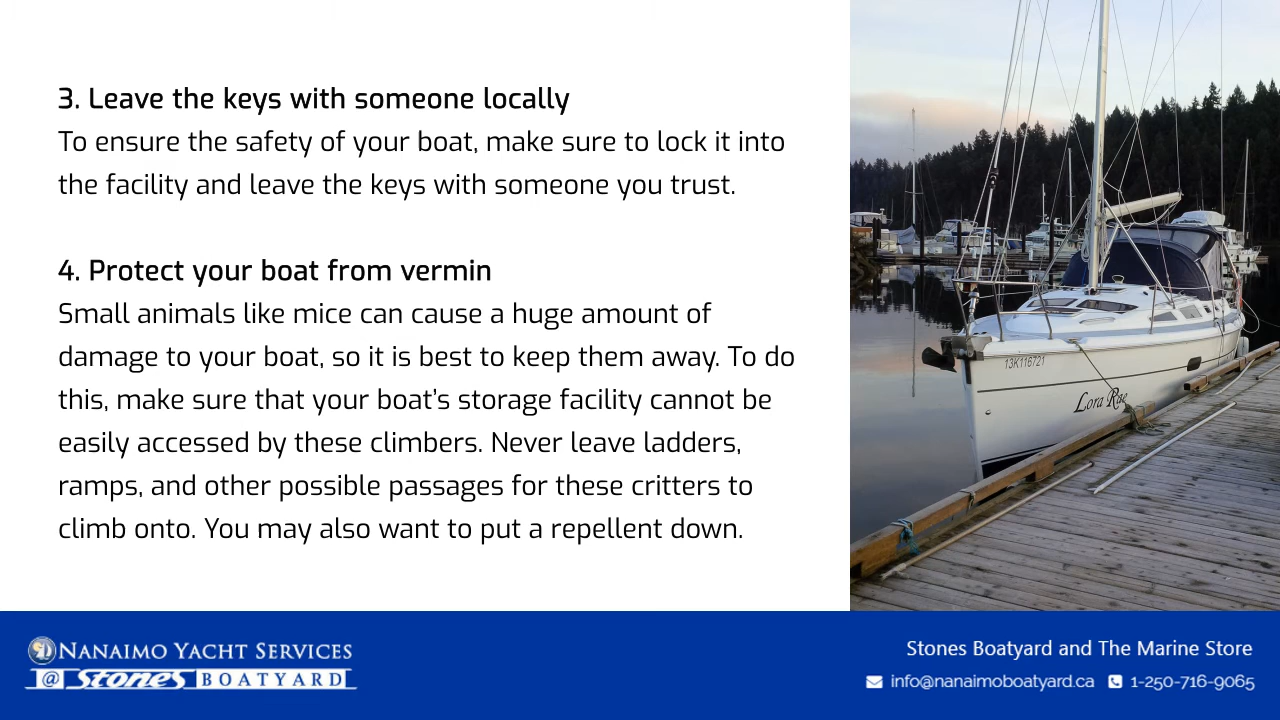 3. Leave the keys with someone locally
To ensure the safety of your boat, make sure to lock it into
the facility and leave the keys with someone you trust.
4. Protect your boat from vermin
Small animals like mice can cause a huge amount of
damage to your boat, so it is best to keep them away. To do
this, make sure that your boat's storage facility cannot be
easily accessed by these climbers. Never leave ladders,
ramps, and other possible passages for these critters to
climb onto. You may also want to put a repellent down.
13K116721
Lora Rae
NANAIMO YACHT SERVICES
@ Stones BOATYARD
Stones Boatyard and The Marine Store
info@nanaimoboatyard.ca 1-250-716-9065